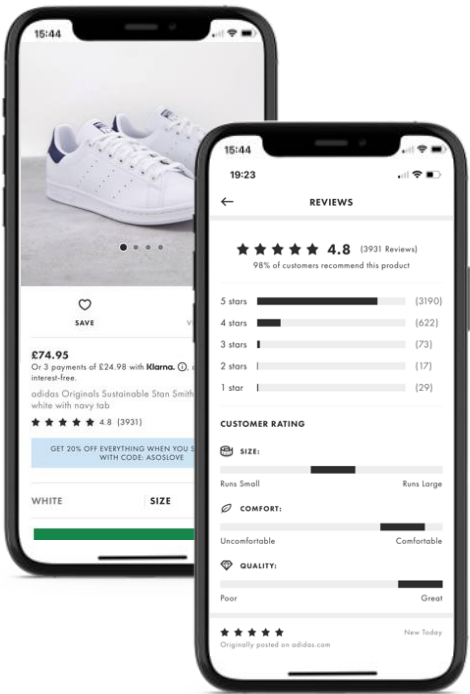 15:44
SAVE
£74.95
Or 3 payments of £24.98 with Klarna.
interest-free.
adidas Originals Sustainable Stan Smith
white with navy tab
4.8 (3931)
GET 20% OFF EVERYTHING WHEN YOU
WITH CODE: ASOSLOVE
WHITE
SIZE
15:44
19:23
REVIEWS
4.8 (3931 Reviews)
98% of customers recommend this product
5 stars (3190)
4 stars (622)
3 stars (73)
2 stars (17)
1 star (29)
CUSTOMER RATING
SIZE:
Runs Small Runs Large
COMFORT:
Uncomfortable Comfortable
QUALITY:
Poor Great
New Today
Originally posted on adidas.com